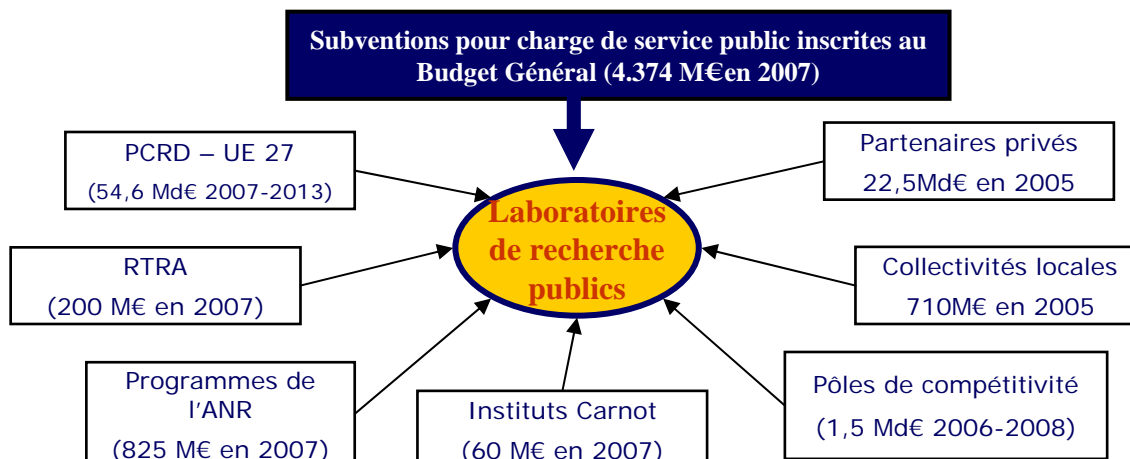 Subventions pour charge de service public inscrites au
Budget Général (4.374 M€en 2007)
PCRD – UE 27
(54,6 Md€ 2007-2013)
Partenaires privés
22,5Md€ en 2005
Laboratoires
de recherche
publics
RTRA
(200 M€ en 2007)
Collectivités locales
710M€ en 2005
Programmes de
l'ANR
(825 M€ en 2007)
Instituts Carnot
(60 M€ en 2007)
Pôles de compétitivité
(1,5 Md€ 2006-2008)